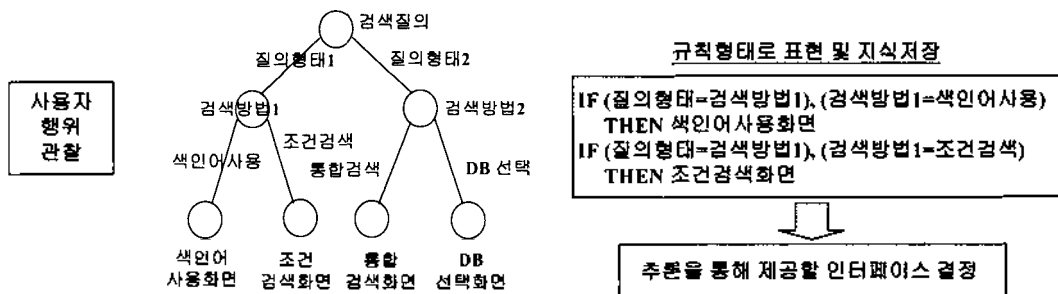 사용자
행위
관찰
검색질의
질의형태1
질의형태2
검색방법1
검색방법2
색인어사용
조건검색
통합검색
DB 선택
색인어
사용화면
조건
검색화면
통합
검색화면
DB
선택화면
규칙형태로 표현 및 지식저장
IF (질의형태=검색방법1), (검색방법1=색인어사용)
THEN 색인어사용화면
IF (질의형태=검색방법1), (검색방법1=조건검색)
THEN 조건검색화면
추론을 통해 제공할 인터페이스 결정